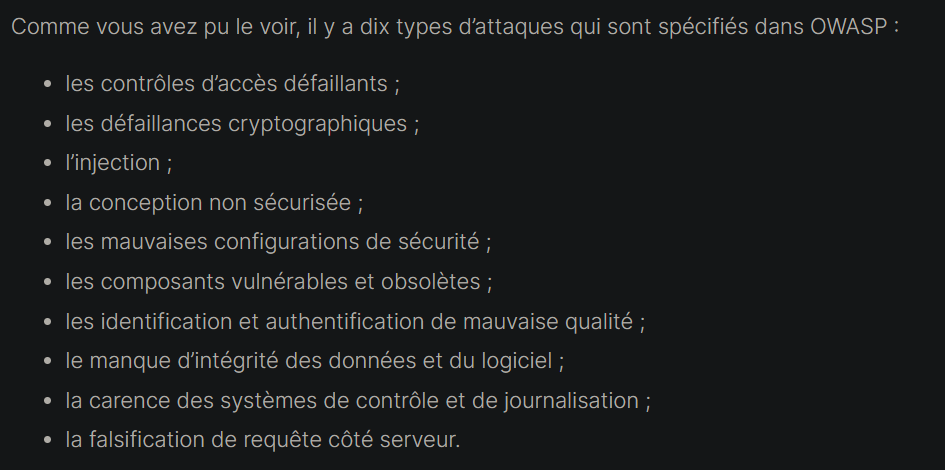 Comme vous avez pu le voir, il y a dix types d’attaques qui sont spécifiés dans OWASP :
• les contrôles d’accès défaillants ;
• les défaillances cryptographiques ;
• l’injection ;
• la conception non sécurisée ;
• les mauvaises configurations de sécurité ;
• les composants vulnérables et obsolètes ;
• les identification et authentification de mauvaise qualité ;
• le manque d’intégrité des données et du logiciel ;
• la carence des systèmes de contrôle et de journalisation ;
• la falsification de requête côté serveur.